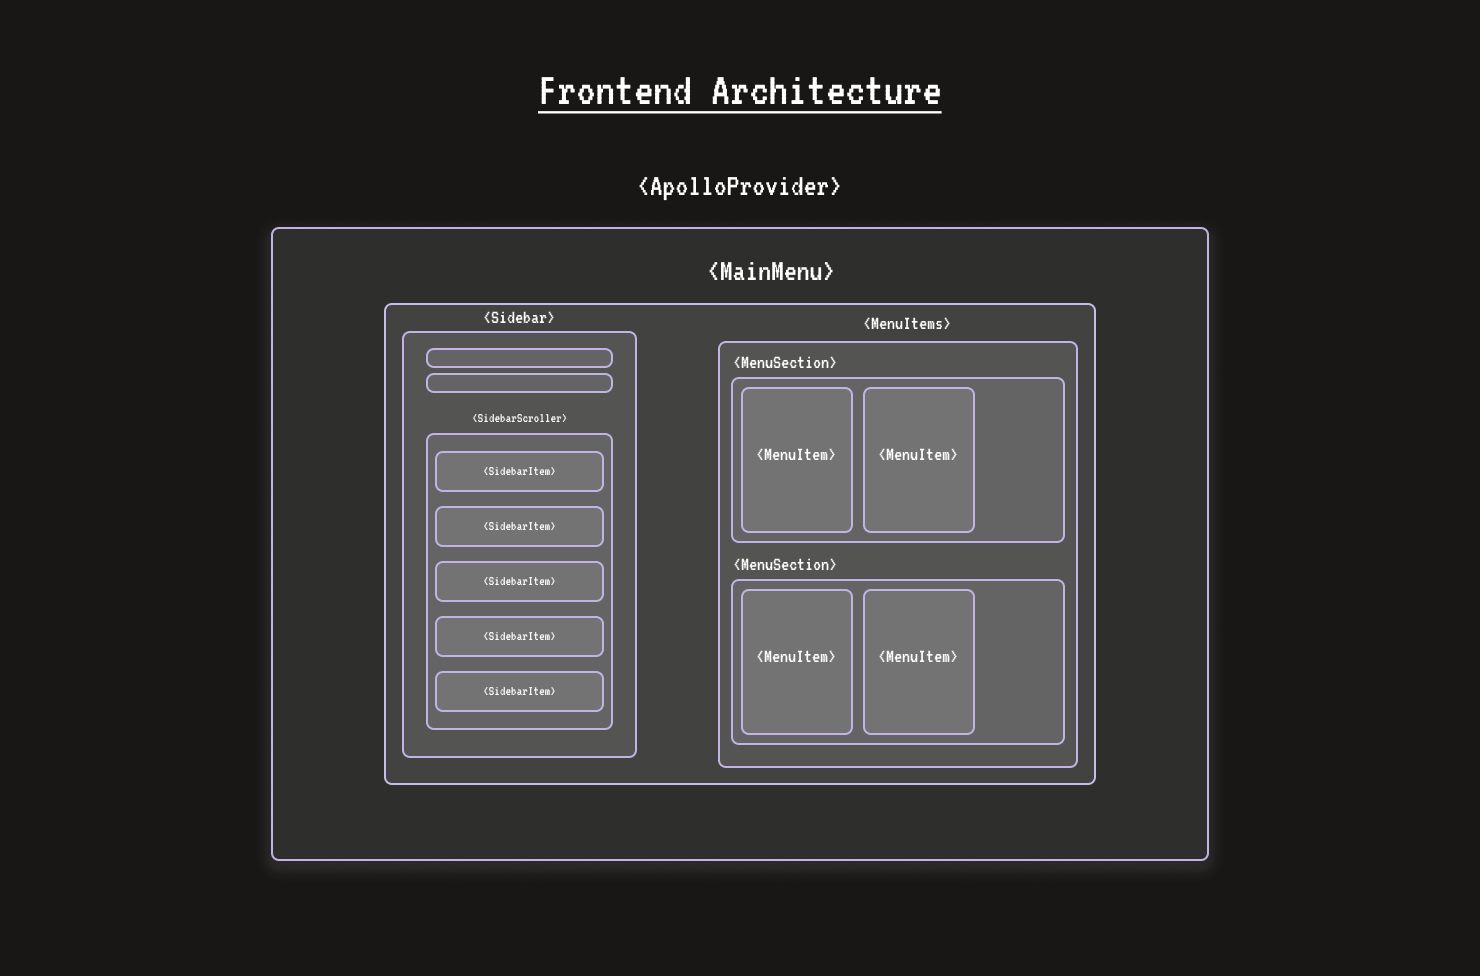 Frontend Architecture
<ApolloProvider>
<MainMenu>
<Sidebar>
<SidebarScroller>
<SidebarItem>
<SidebarItem>
<SidebarItem>
<SidebarItem>
<SidebarItem>
<MenuItems>
<MenuSection>
<MenuItem> <MenuItem>
<MenuSection>
<MenuItem> <MenuItem>